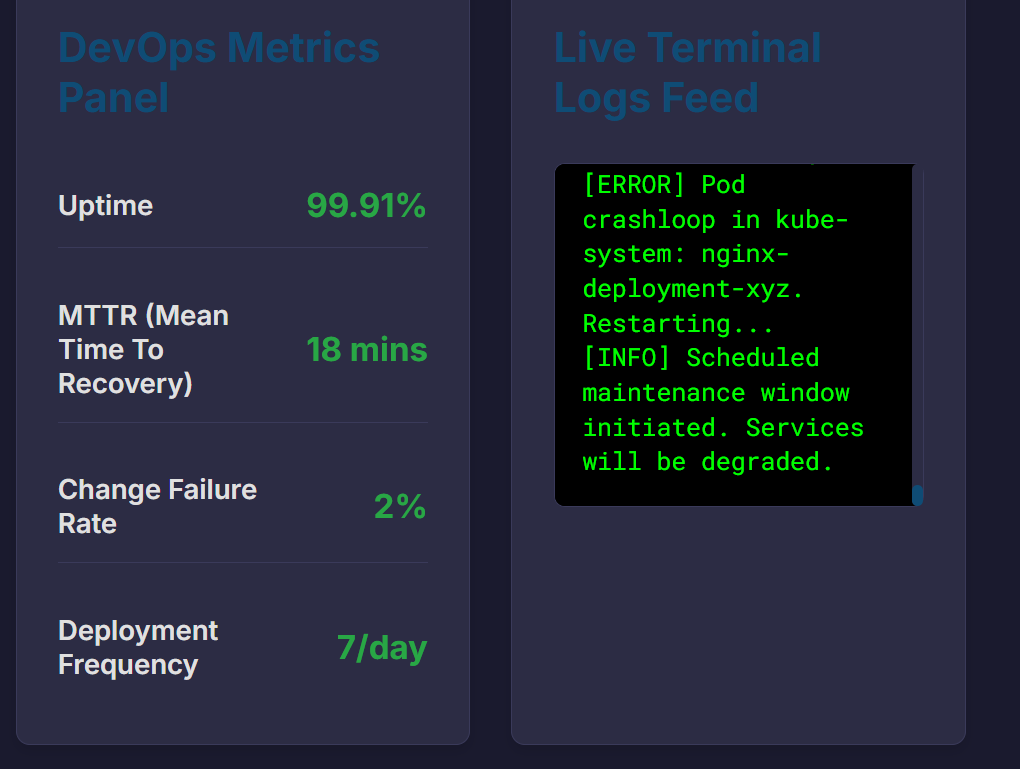 DevOps Metrics
Panel
Uptime
99.91%
MTTR (Mean
Time To
Recovery)
18 mins
Change Failure
Rate
2%
Deployment
Frequency
7/day
Live Terminal
Logs Feed
[ERROR] Pod
crashloop in kube-
system: nginx-
deployment-xyz.
Restarting...
[INFO] Scheduled
maintenance window
initiated. Services
will be degraded.